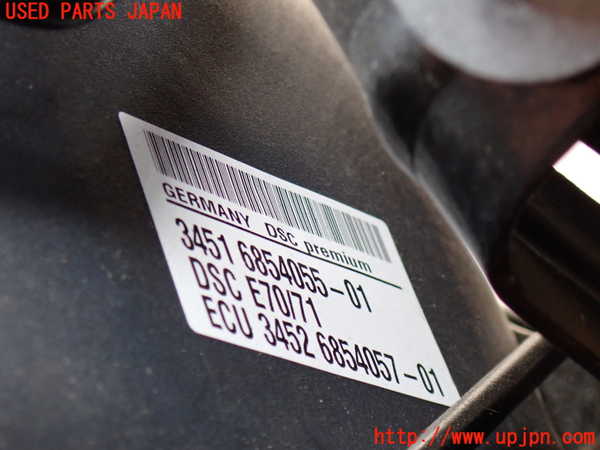 USED PARTS JAPAN
GERMANY DSC premium
3451 6854055-01
DSC E70/71
ECU 3452 6854057-01
http://www.upjpn.com/